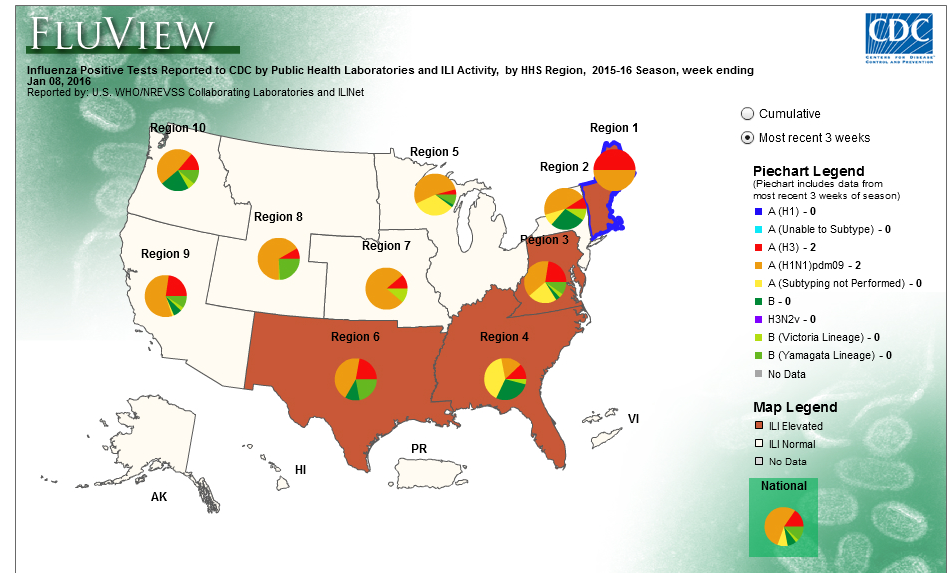 FLUVIEW
CDC
CENTERS FOR DISEASE
CONTROL AND PREVENTION
Influenza Positive Tests Reported to CDC by Public Health Laboratories and ILI Activity, by HHS Region, 2015-16 Season, week ending
Jan 08, 2016
Reported by: U.S. WHO/NREVSS Collaborating Laboratories and ILINet
Cumulative
Most recent 3 weeks
Region 10
Region 5
Region 1
Region 2
Region 8
Region 3
Region 7
Region 9
Region 6
Region 4
VI
PR
HI
AK
Piechart Legend
(Piechart includes data from
most recent 3 weeks of season)
A (H1) - 0
A (Unable to Subtype) - 0
A (H3) - 2
A (H1N1)pdm09 - 2
A (Subtyping not Performed) - 0
B - 0
H3N2v - 0
B (Victoria Lineage) - 0
B (Yamagata Lineage) - 0
No Data
Map Legend
ILI Elevated
ILI Normal
No Data
National